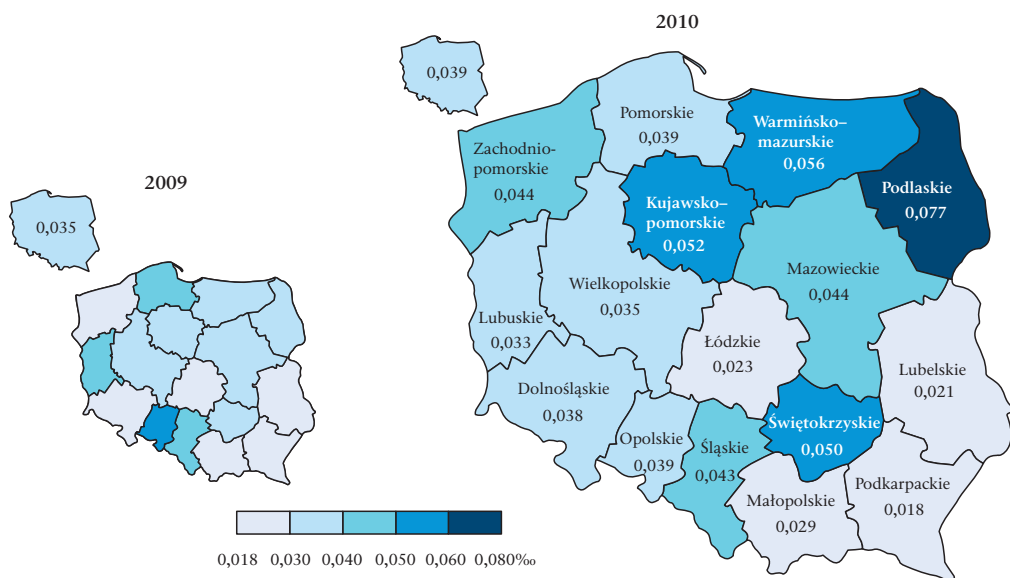 2009
0,035
2010
0,039
Pomorskie
0,039
Warmińsko–
mazurskie
0,056
Zachodnio-
pomorskie
0,044
Podlaskie
0,077
Kujawsko–
pomorskie
0,052
Mazowieckie
0,044
Wielkopolskie
0,035
Lubuskie
0,033
Łódzkie
0,023
Lubelskie
0,021
Dolnośląskie
0,038
Świętokrzyskie
0,050
Opolskie
0,039
Śląskie
0,043
Małopolskie
0,029
Podkarpackie
0,018
0,018 0,030 0,040 0,050 0,060 0,080‰